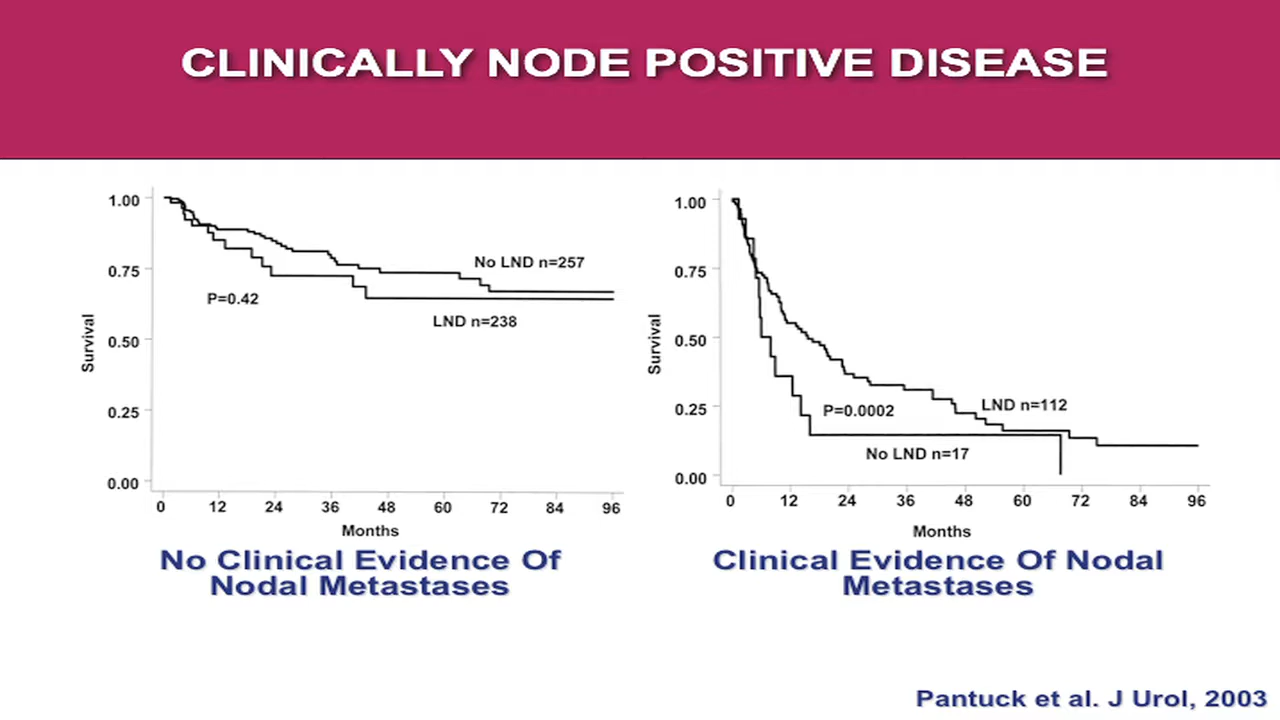 CLINICALLY NODE POSITIVE DISEASE
1.00
0.75
0.50
0.25
0.00
Survival
No LND n=257
P=0.42
LND n=238
0 12 24 36 48 60 72 84 96
Months
No Clinical Evidence Of
Nodal Metastases
1.00
0.75
0.50
0.25
0.00
Survival
LND n=112
P=0.0002
No LND n=17
0 12 24 36 48 60 72 84 96
Months
Clinical Evidence Of Nodal
Metastases
Pantuck et al. J Urol, 2003